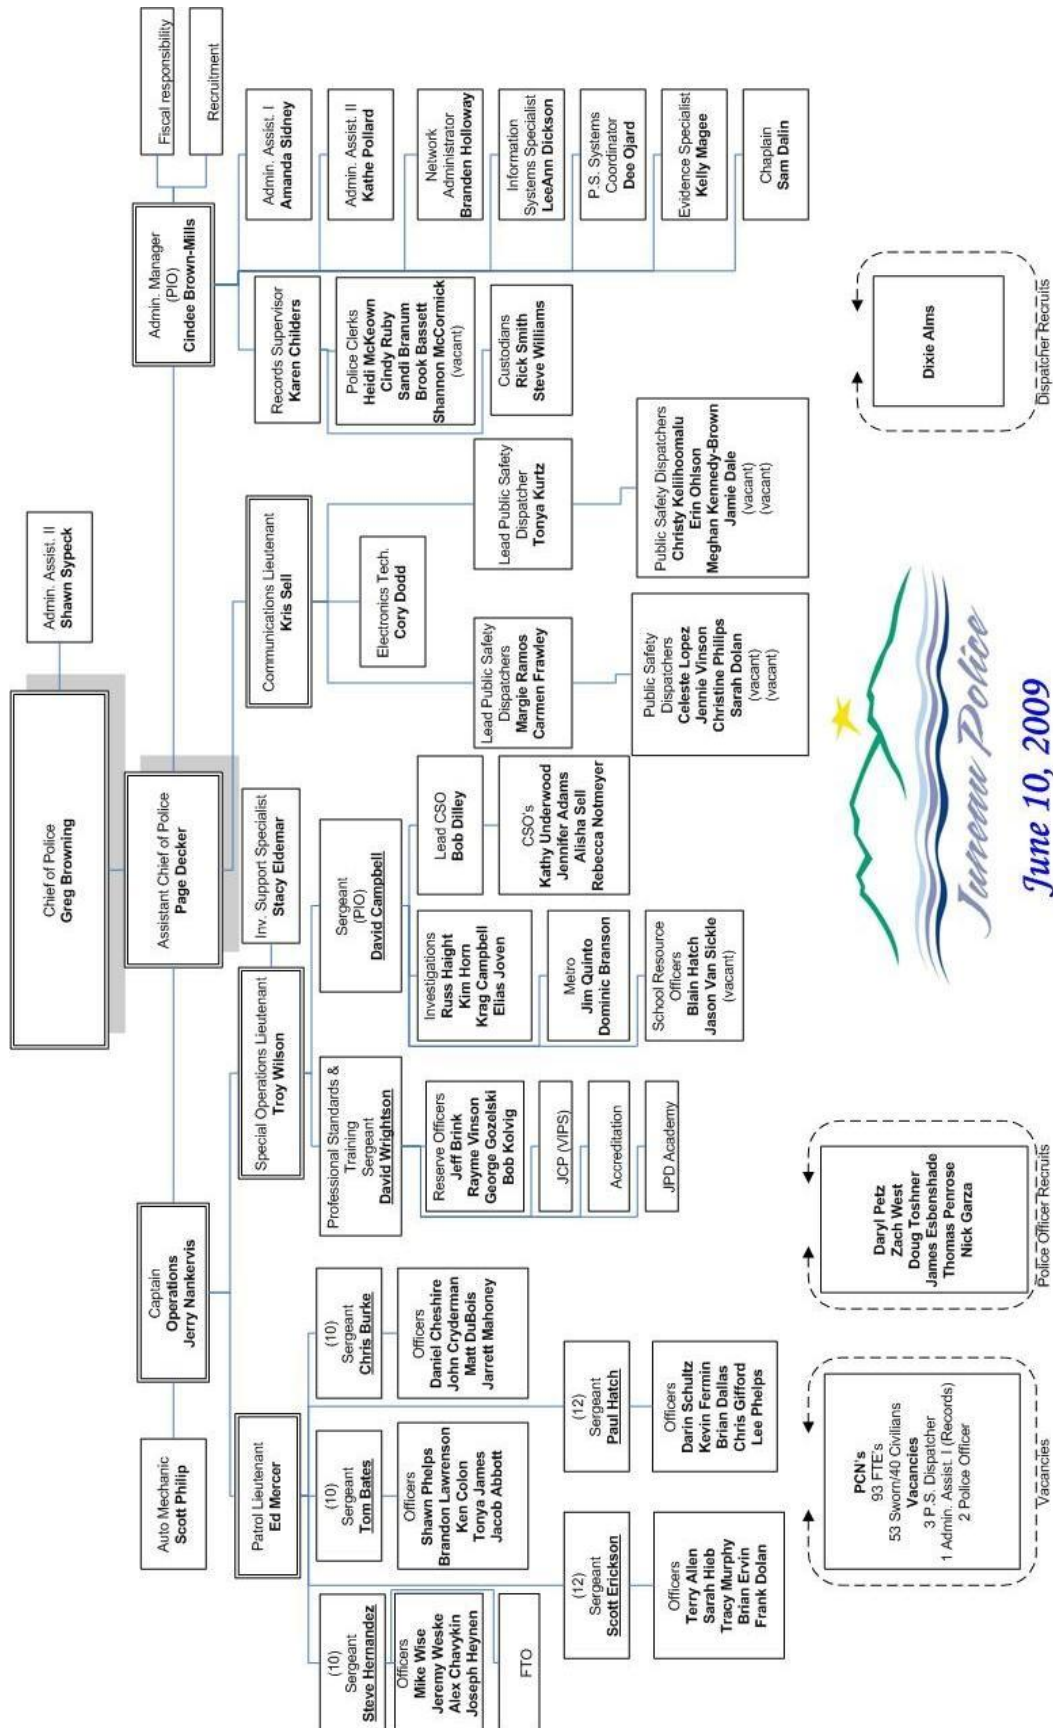 Chief of Police
Greg Browning
Admin. Assist. II
Shawn Sypeck
Assistant Chief of Police
Page Decker
Auto Mechanic
Scott Philip
Captain
Operations
Jerry Nankervis
Admin. Manager
(PIO)
Cindee Brown-Mills
Fiscal responsibility
Recruitment
Patrol Lieutenant
Ed Mercer
Special Operations Lieutenant
Troy Wilson
Inv. Support Specialist
Stacy Eldemar
Communications Lieutenant
Kris Sell
Records Supervisor
Karen Childers
Admin. Assist. I
Amanda Sidney
Admin. Assist. II
Kathe Pollard
Network
Administrator
Branden Holloway
Information
Systems Specialist
LeeAnn Dickson
P.S. Systems
Coordinator
Dee Ojard
Evidence Specialist
Kelly Magee
Chaplain
Sam Dalin
Police Clerks
Heidi McKeown
Cindy Ruby
Sandi Branum
Brook Bassett
Shannon McCormick
(vacant)
Custodians
Rick Smith
Steve Williams
Electronics Tech.
Cory Dodd
Lead Public Safety
Dispatchers
Margie Ramos
Carmen Frawley
Lead Public Safety
Dispatcher
Tonya Kurtz
Public Safety
Dispatchers
Celeste Lopez
Jennie Vinson
Christine Philips
Sarah Dolan
(vacant)
(vacant)
Public Safety Dispatchers
Christy Keliihoomalu
Erin Ohlson
Meghan Kennedy-Brown
Jamie Dale
(vacant)
(vacant)
Professional Standards &
Training
Sergeant
David Wrightson
Sergeant
(PIO)
David Campbell
Reserve Officers
Jeff Brink
Rayme Vinson
George Gozelski
Bob Kolvig
JCP (VIPS)
Accreditation
JPD Academy
Investigations
Russ Haight
Kim Horn
Krag Campbell
Elias Joven
Metro
Jim Quinto
Dominic Branson
School Resource
Officers
Blain Hatch
Jason Van Sickle
(vacant)
Lead CSO
Bob Dilley
CSO's
Kathy Underwood
Jennifer Adams
Alisha Sell
Rebecca Notmeyer
(10)
Sergeant
Steve Hernandez
Officers
Mike Wise
Jeremy Weske
Alex Chavykin
Joseph Heynen
FTO
(10)
Sergeant
Tom Bates
Officers
Shawn Phelps
Brandon Lawrenson
Ken Colon
Tonya James
Jacob Abbott
(10)
Sergeant
Chris Burke
Officers
Daniel Cheshire
John Cryderman
Matt DuBois
Jarrett Mahoney
(12)
Sergeant
Scott Erickson
Officers
Terry Allen
Sarah Hieb
Tracy Murphy
Brian Ervin
Frank Dolan
(12)
Sergeant
Paul Hatch
Officers
Darin Schultz
Kevin Fermin
Brian Dallas
Chris Gifford
Lee Phelps
PCN's
93 FTE's
53 Sworn/40 Civilians
Vacancies
3 P.S. Dispatcher
1 Admin. Assist. I (Records)
2 Police Officer
Vacancies
Daryl Petz
Zach West
Doug Toshner
James Esbenshade
Thomas Penrose
Nick Garza
Police Officer Recruits
Juneau Police
June 10, 2009
Dixie Alms
Dispatcher Recruits